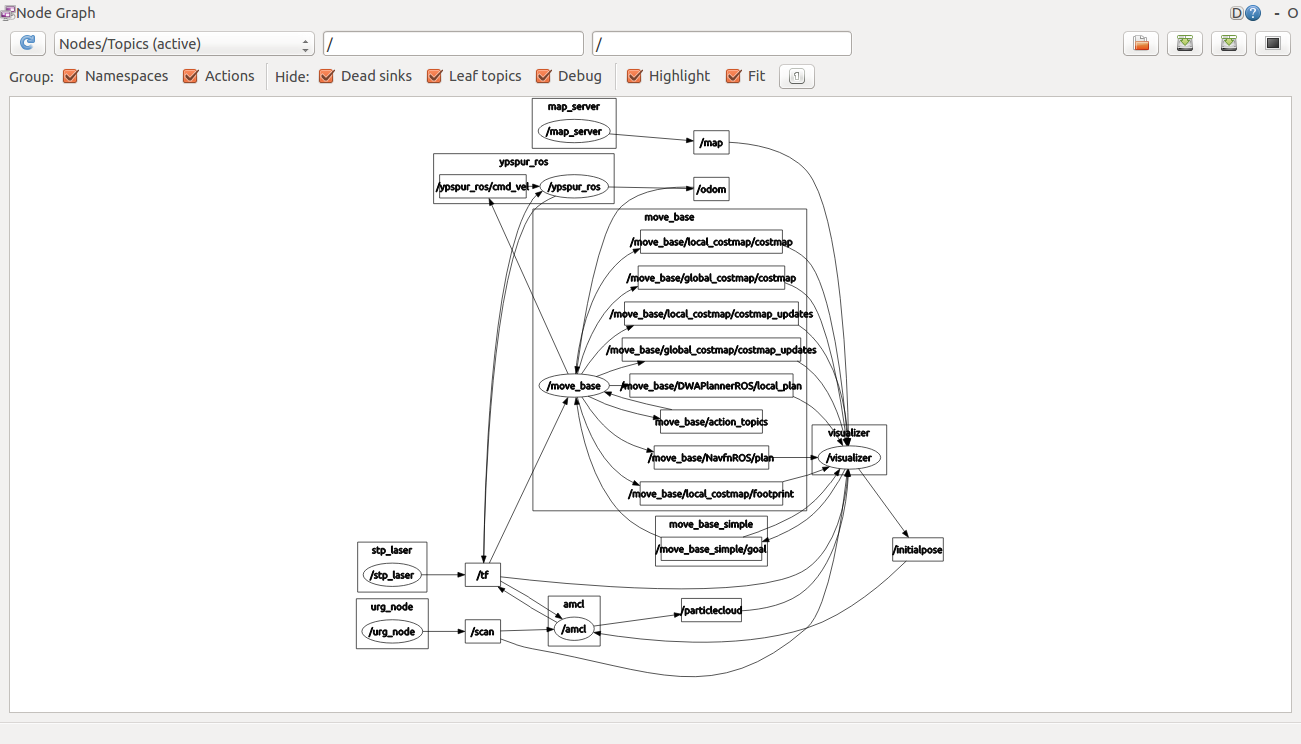 Node Graph
D ? - O
Nodes/Topics (active) / /
Group: Namespaces Actions Hide: Dead sinks Leaf topics Debug Highlight Fit
map_server
/map_server
/map
ypspur_ros
/ypspur_ros/cmd_vel
/ypspur_ros
/odom
move_base
/move_base/local_costmap/costmap
/move_base/global_costmap/costmap
/move_base/local_costmap/costmap_updates
/move_base/global_costmap/costmap_updates
/move_base
/move_base/DWAPlannerROS/local_plan
move_base/action_topics
visualizer
/move_base/NavfnROS/plan
/visualizer
/move_base/local_costmap/footprint
move_base_simple
/move_base_simple/goal
/initialpose
stp_laser
/stp_laser
/tf
urg_node
/urg_node
/scan
amcl
/amcl
/particlecloud